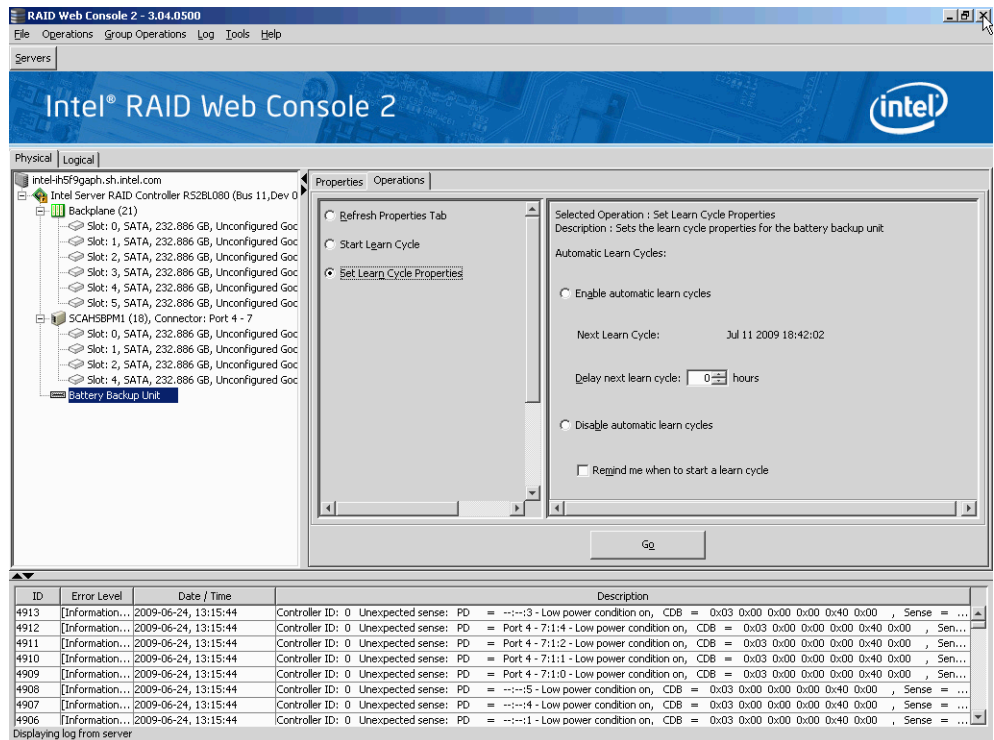 RAID Web Console 2 - 3.04.0500
File Operations Group Operations Log Tools Help
Servers
Intel® RAID Web Console 2
intel
Physical Logical
intel-ih5f9gaph.sh.intel.com
Intel Server RAID Controller RS2BL080 (Bus 11,Dev 0
Backplane (21)
Slot: 0, SATA, 232.886 GB, Unconfigured Goo
Slot: 1, SATA, 232.886 GB, Unconfigured Goo
Slot: 2, SATA, 232.886 GB, Unconfigured Goo
Slot: 3, SATA, 232.886 GB, Unconfigured Goo
Slot: 4, SATA, 232.886 GB, Unconfigured Goo
Slot: 5, SATA, 232.886 GB, Unconfigured Goo
SCAHSBPM1 (18), Connector: Port 4 - 7
Slot: 0, SATA, 232.886 GB, Unconfigured Goo
Slot: 1, SATA, 232.886 GB, Unconfigured Goo
Slot: 2, SATA, 232.886 GB, Unconfigured Goo
Slot: 4, SATA, 232.886 GB, Unconfigured Goo
Battery Backup Unit
Properties Operations
Refresh Properties Tab
Start Learn Cycle
Set Learn Cycle Properties
Selected Operation : Set Learn Cycle Properties
Description : Sets the learn cycle properties for the battery backup unit
Automatic Learn Cycles:
Enable automatic learn cycles
Next Learn Cycle: Jul 11 2009 18:42:02
Delay next learn cycle: 0 hours
Disable automatic learn cycles
Remind me when to start a learn cycle
Go
ID Error Level Date / Time Description
4913 [Information... 2009-06-24, 13:15:44 Controller ID: 0 Unexpected sense: PD = --:--:3 - Low power condition on, CDB = 0x03 0x00 0x00 0x00 0x40 0x00 , Sense = ...
4912 [Information... 2009-06-24, 13:15:44 Controller ID: 0 Unexpected sense: PD = Port 4 - 7:1:4 - Low power condition on, CDB = 0x03 0x00 0x00 0x00 0x40 0x00 , Sen...
4911 [Information... 2009-06-24, 13:15:44 Controller ID: 0 Unexpected sense: PD = Port 4 - 7:1:2 - Low power condition on, CDB = 0x03 0x00 0x00 0x00 0x40 0x00 , Sen...
4910 [Information... 2009-06-24, 13:15:44 Controller ID: 0 Unexpected sense: PD = Port 4 - 7:1:1 - Low power condition on, CDB = 0x03 0x00 0x00 0x00 0x40 0x00 , Sen...
4909 [Information... 2009-06-24, 13:15:44 Controller ID: 0 Unexpected sense: PD = Port 4 - 7:1:0 - Low power condition on, CDB = 0x03 0x00 0x00 0x00 0x40 0x00 , Sen...
4908 [Information... 2009-06-24, 13:15:44 Controller ID: 0 Unexpected sense: PD = --:--:5 - Low power condition on, CDB = 0x03 0x00 0x00 0x00 0x40 0x00 , Sense = ...
4907 [Information... 2009-06-24, 13:15:44 Controller ID: 0 Unexpected sense: PD = --:--:4 - Low power condition on, CDB = 0x03 0x00 0x00 0x00 0x40 0x00 , Sense = ...
4906 [Information... 2009-06-24, 13:15:44 Controller ID: 0 Unexpected sense: PD = --:--:1 - Low power condition on, CDB = 0x03 0x00 0x00 0x00 0x40 0x00 , Sense = ...
Displaying log from server